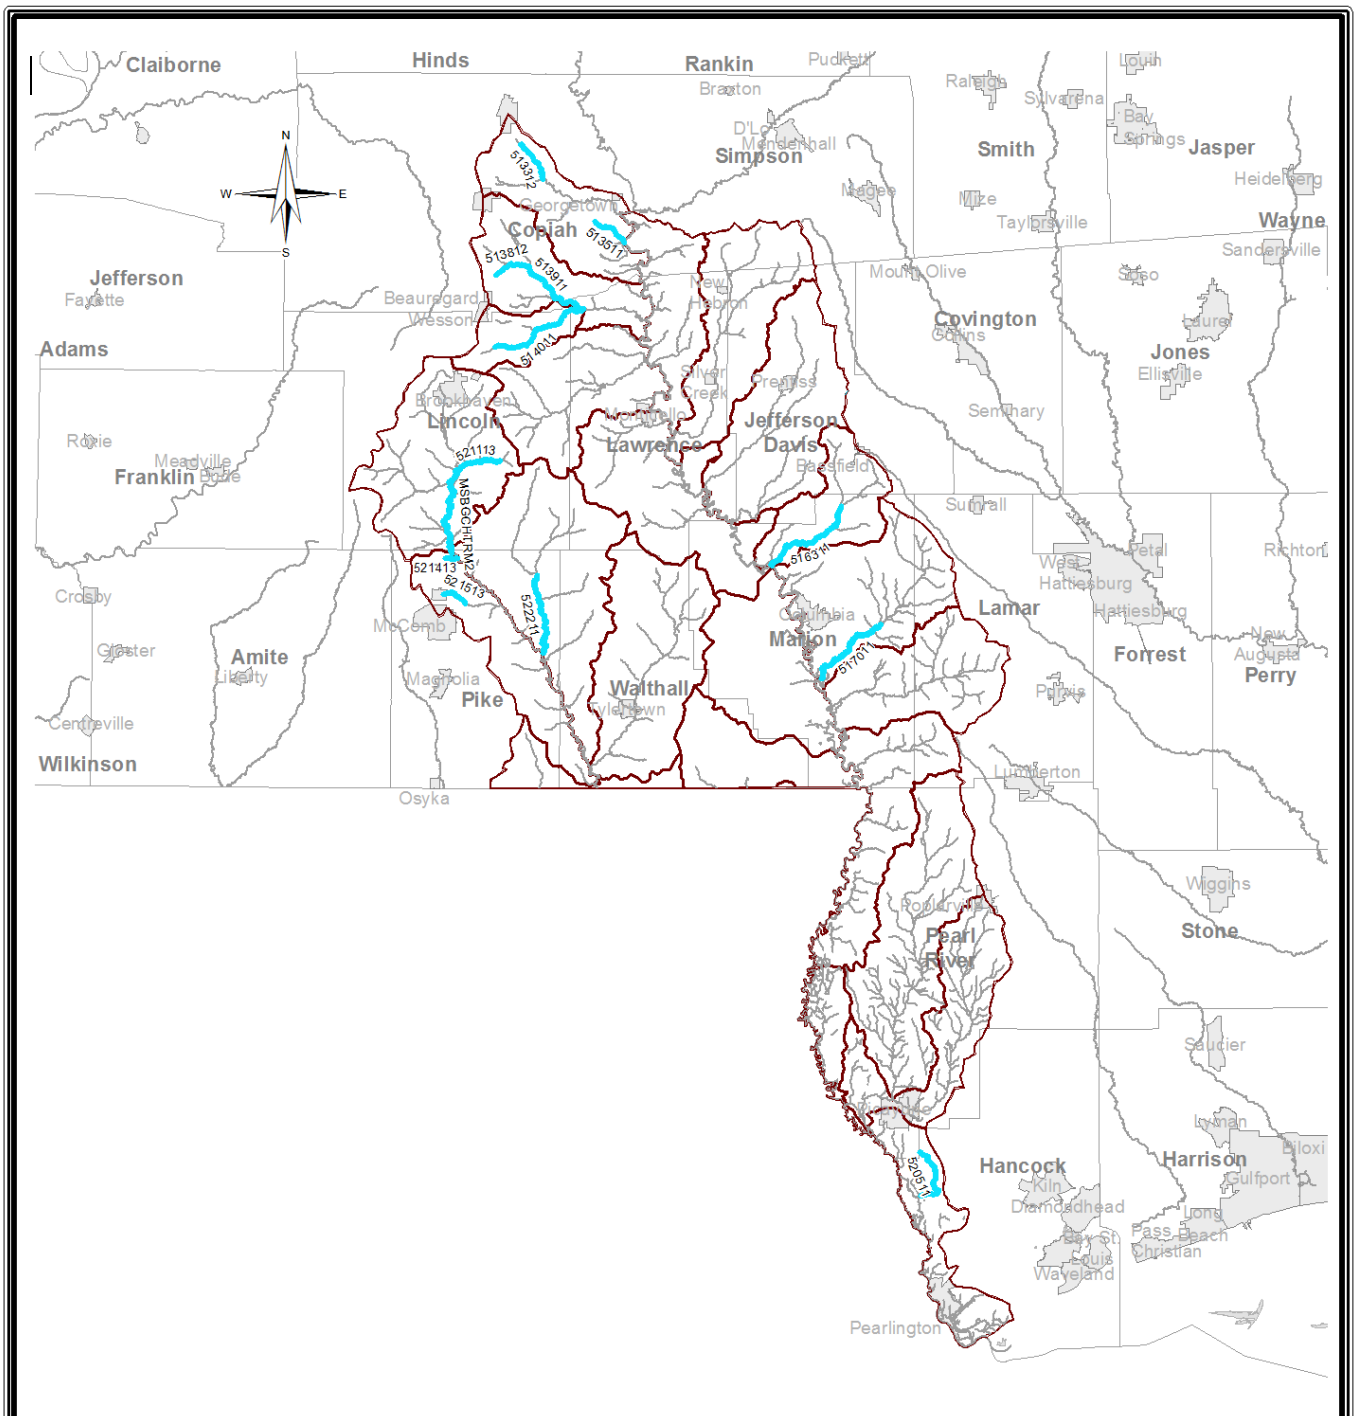 Claiborne
Hinds
Rankin
Puckett
Louin
Braxton
Raleigh
Sylvarena
D'Lo
Mendenhall
Simpson
Bay
Springs
Smith
Jasper
N
W
E
S
513312
Georgetown
Magee
Mize
Taylorsville
Heidelberg
Wayne
Sandersville
Copiah
513511
513812
513911
Jefferson
Fayette
Beauregard
Wesson
New
Hebron
Mount Olive
Soso
Covington
Collins
Laurel
514011
Adams
Jones
Ellisville
Silver
Creek
Prentiss
Brookhaven
Lincoln
Monticello
Lawrence
Jefferson
Davis
Seminary
Roxie
Meadville
Bude
Franklin
521113
Bassfield
MSBGCHTRM2
Sumrall
516311
West
Hattiesburg
Petal
Richton
521413
521513
522211
Crosby
McComb
Columbia
Marion
Lamar
Hattiesburg
New
Augusta
Gloster
Amite
Liberty
Magnolia
Pike
Walthall
Tylertown
517011
Forrest
Perry
Purvis
Centreville
Wilkinson
Osyka
Lumberton
Wiggins
Stone
Poplarville
Pearl
River
Saucier
Picayune
Lyman
Hancock
Harrison
Biloxi
520511
Kiln
Gulfport
Diamondhead
Long
Beach
Pass
Christian
Bay St.
Louis
Waveland
Pearlington